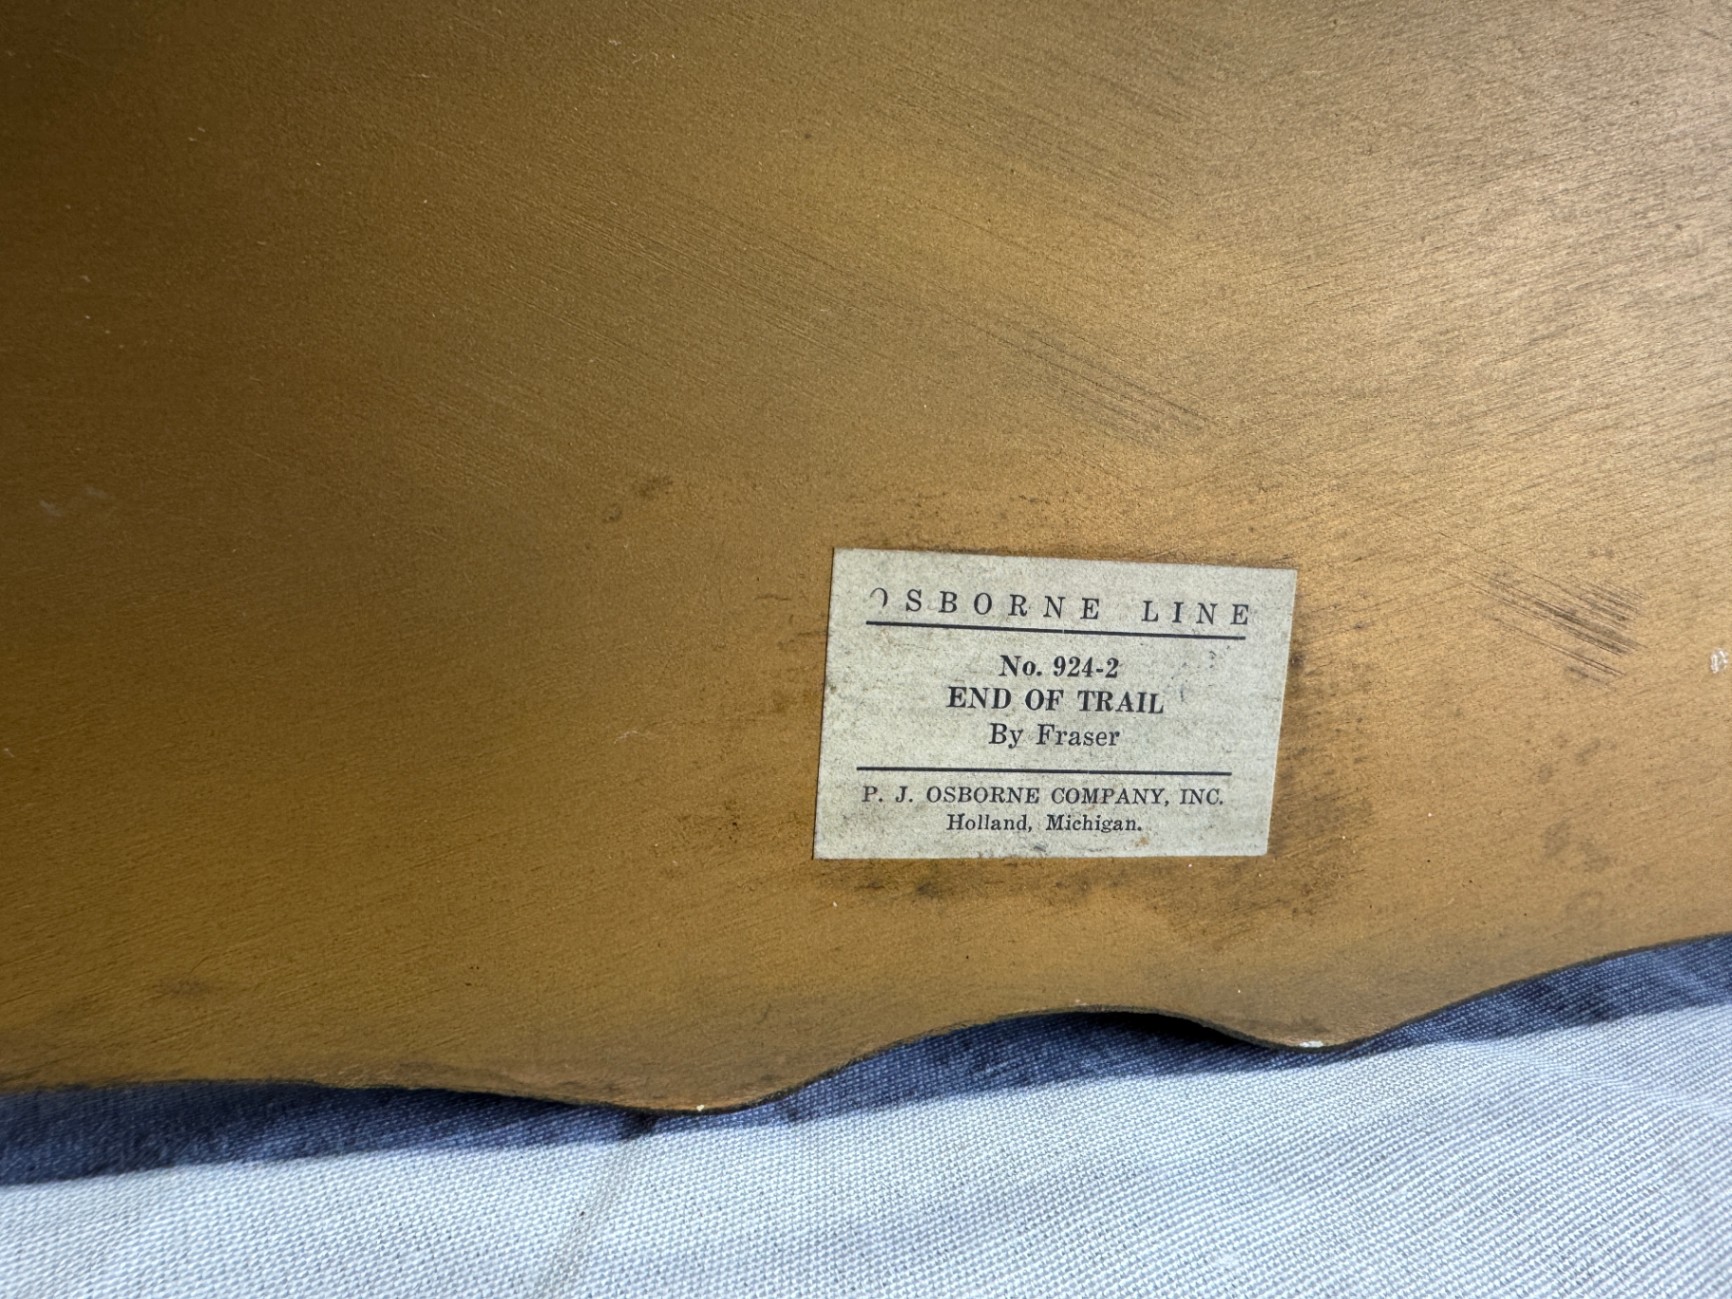 OSBORNE LINE
No. 924-2
END OF TRAIL
By Fraser
P. J. OSBORNE COMPANY, INC.
Holland, Michigan.